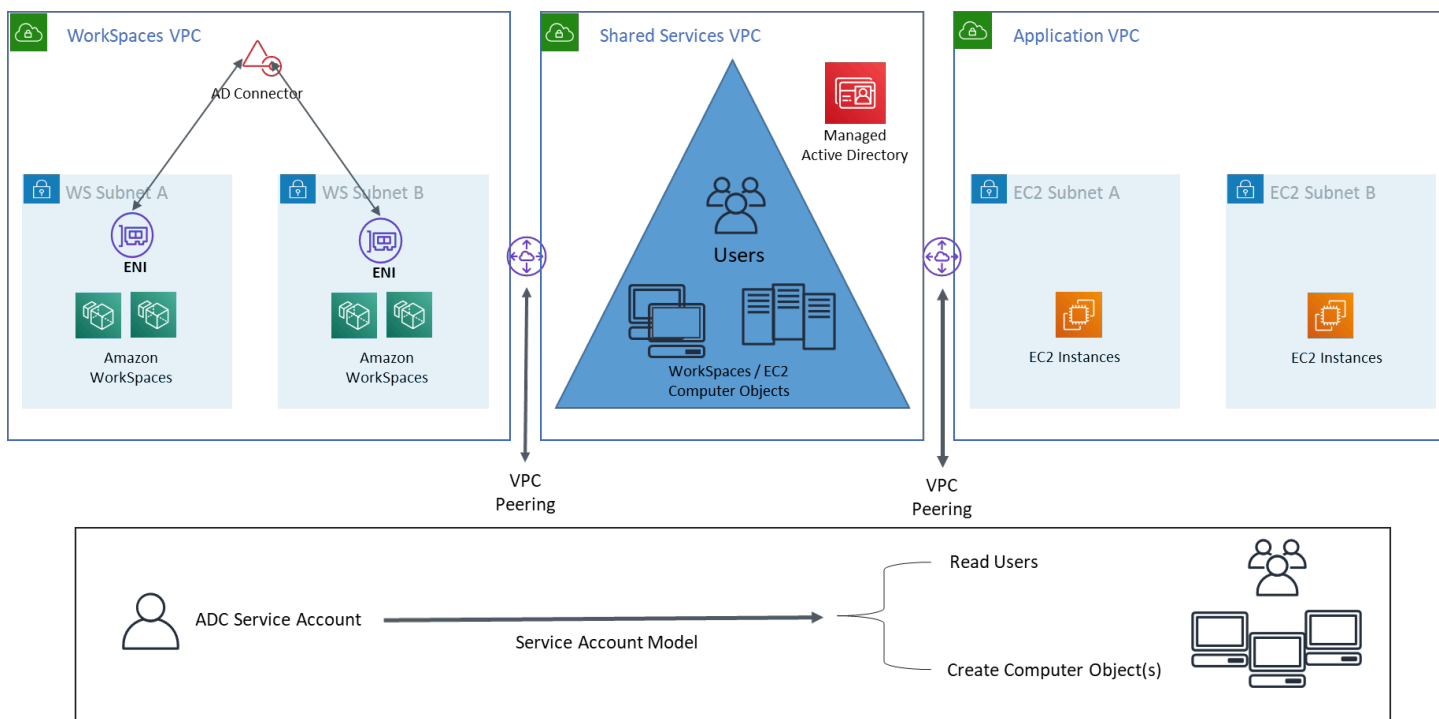 WorkSpaces VPC
AD Connector
WS Subnet A
ENI
Amazon
WorkSpaces
WS Subnet B
ENI
Amazon
WorkSpaces
VPC
Peering
Shared Services VPC
Managed
Active Directory
Users
WorkSpaces / EC2
Computer Objects
VPC
Peering
Application VPC
EC2 Subnet A
EC2 Instances
EC2 Subnet B
EC2 Instances
ADC Service Account
Service Account Model
Read Users
Create Computer Object(s)